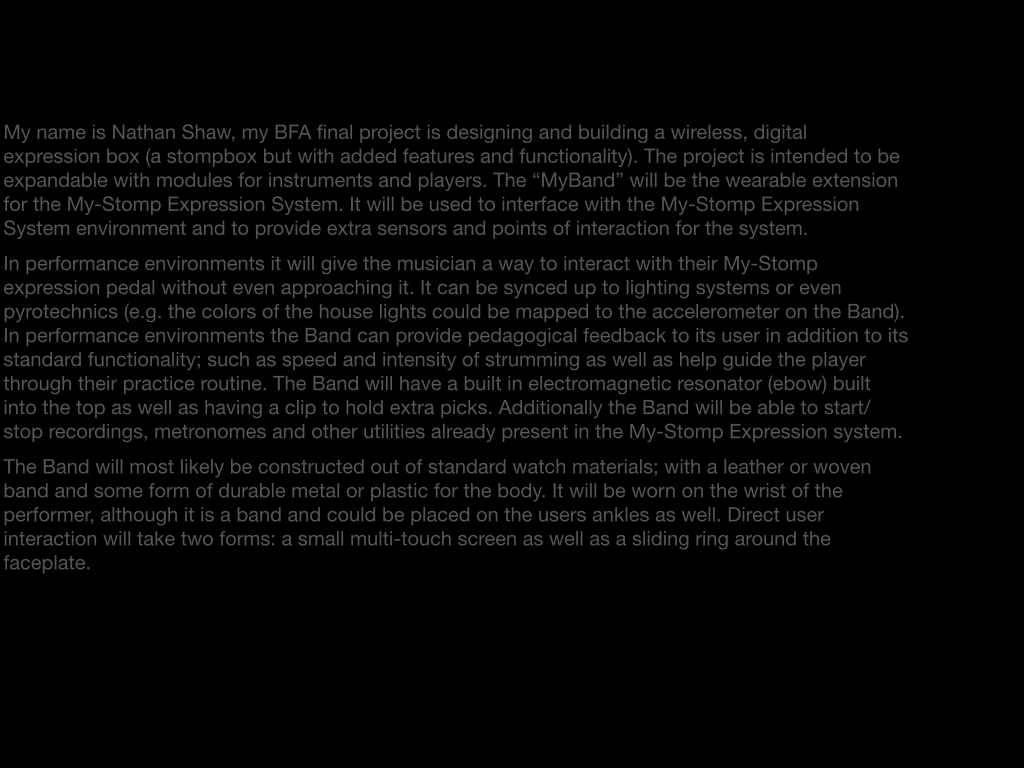 My name is Nathan Shaw, my BFA final project is designing and building a wireless, digital
expression box (a stompbox but with added features and functionality). The project is intended to be
expandable with modules for instruments and players. The “MyBand” will be the wearable extension
for the My-Stomp Expression System. It will be used to interface with the My-Stomp Expression
System environment and to provide extra sensors and points of interaction for the system.
In performance environments it will give the musician a way to interact with their My-Stomp
expression pedal without even approaching it. It can be synced up to lighting systems or even
pyrotechnics (e.g. the colors of the house lights could be mapped to the accelerometer on the Band).
In performance environments the Band can provide pedagogical feedback to its user in addition to its
standard functionality; such as speed and intensity of strumming as well as help guide the player
through their practice routine. The Band will have a built in electromagnetic resonator (ebow) built
into the top as well as having a clip to hold extra picks. Additionally the Band will be able to start/
stop recordings, metronomes and other utilities already present in the My-Stomp Expression system.
The Band will most likely be constructed out of standard watch materials; with a leather or woven
band and some form of durable metal or plastic for the body. It will be worn on the wrist of the
performer, although it is a band and could be placed on the users ankles as well. Direct user
interaction will take two forms: a small multi-touch screen as well as a sliding ring around the
faceplate.